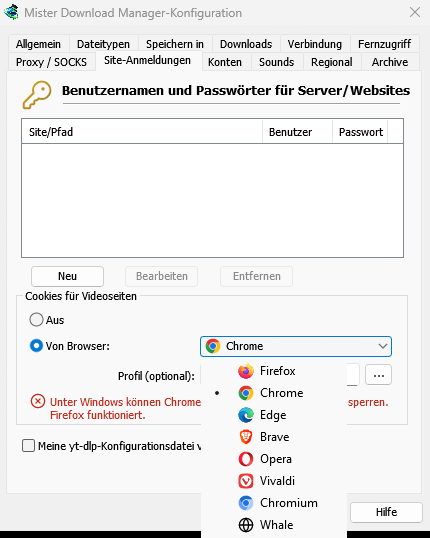 Mister Download Manager-Konfiguration
Allgemein Dateitypen Speichern in Downloads Verbindung Fernzugriff
Proxy / SOCKS Site-Anmeldungen Konten Sounds Regional Archive
Benutzernamen und Passwörter für Server/Websites
Site/Pfad Benutzer Passwort
Neu Bearbeiten Entfernen
Cookies für Videoseiten
Aus
Von Browser: Chrome
Profil (optional): ...
Firefox
Chrome
Edge
Brave
Opera
Vivaldi
Chromium
Whale
Unter Windows können Chrome sperren.
Firefox funktioniert.
Meine yt-dlp-Konfigurationsdatei
Hilfe